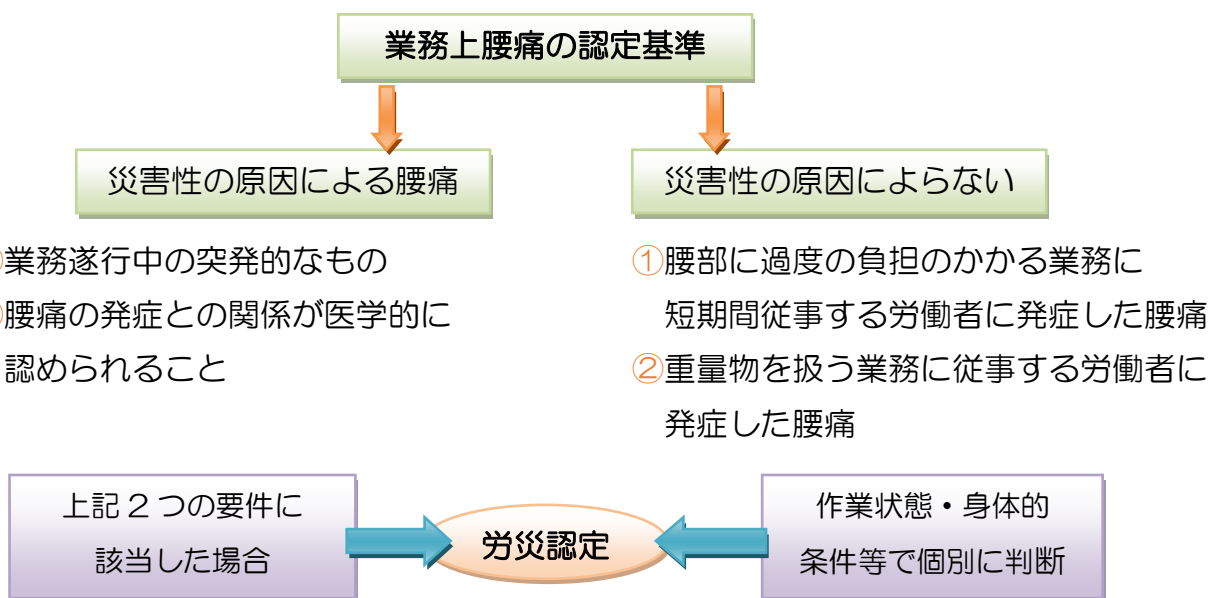 業務上腰痛の認定基準
災害性の原因による腰痛
災害性の原因によらない
業務遂行中の突発的なもの
腰痛の発症との関係が医学的に
認められること
①腰部に過度の負担のかかる業務に
短期間従事する労働者に発症した腰痛
②重量物を扱う業務に従事する労働者に
発症した腰痛
上記2つの要件に
該当した場合
労災認定
作業状態・身体的
条件等で個別に判断